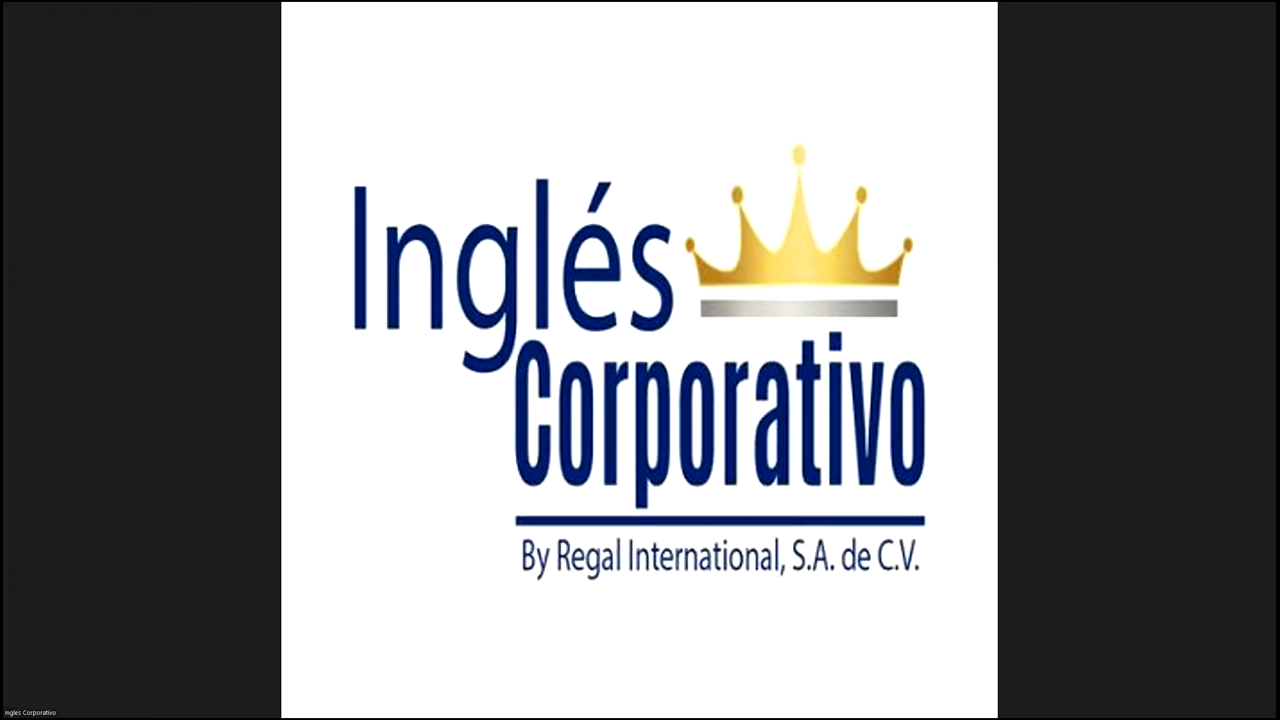 Inglés
Corporativo
By Regal International, S.A. de C.V.
Ingles Corporativo